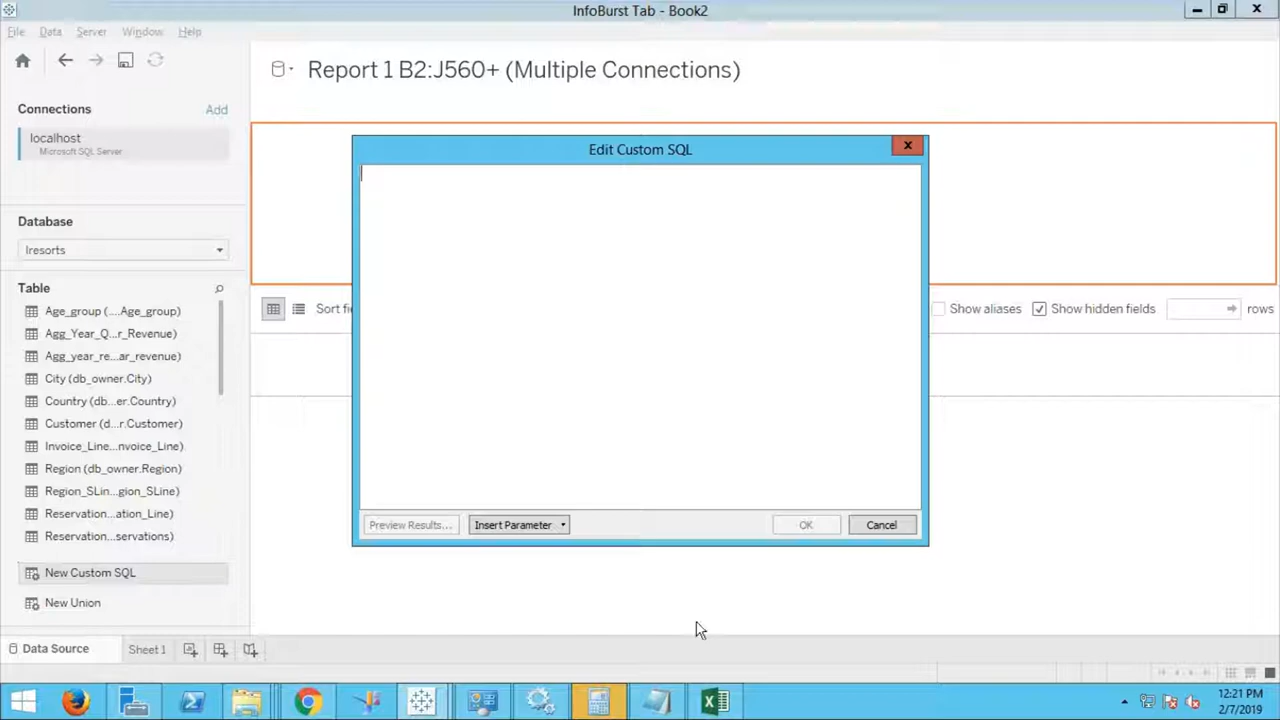 InfoBurst Tab - Book2
File Data Server Window Help
Connections Add
localhost
Microsoft SQL Server
Database
Iresorts
Table
Age_group (....Age_group)
Agg_Year_Q...r_Revenue)
Agg_year_re...ar_revenue)
City (db_owner.City)
Country (db...er.Country)
Customer (d...r.Customer)
Invoice_Line...nvoice_Line)
Region (db_owner.Region)
Region_SLin...gion_SLine)
Reservation...ation_Line)
Reservation...servations)
New Custom SQL
New Union
Report 1 B2:J560+ (Multiple Connections)
Sort fi
Show aliases Show hidden fields rows
Edit Custom SQL
Preview Results... Insert Parameter OK Cancel
Data Source Sheet 1
12:21 PM
2/7/2019